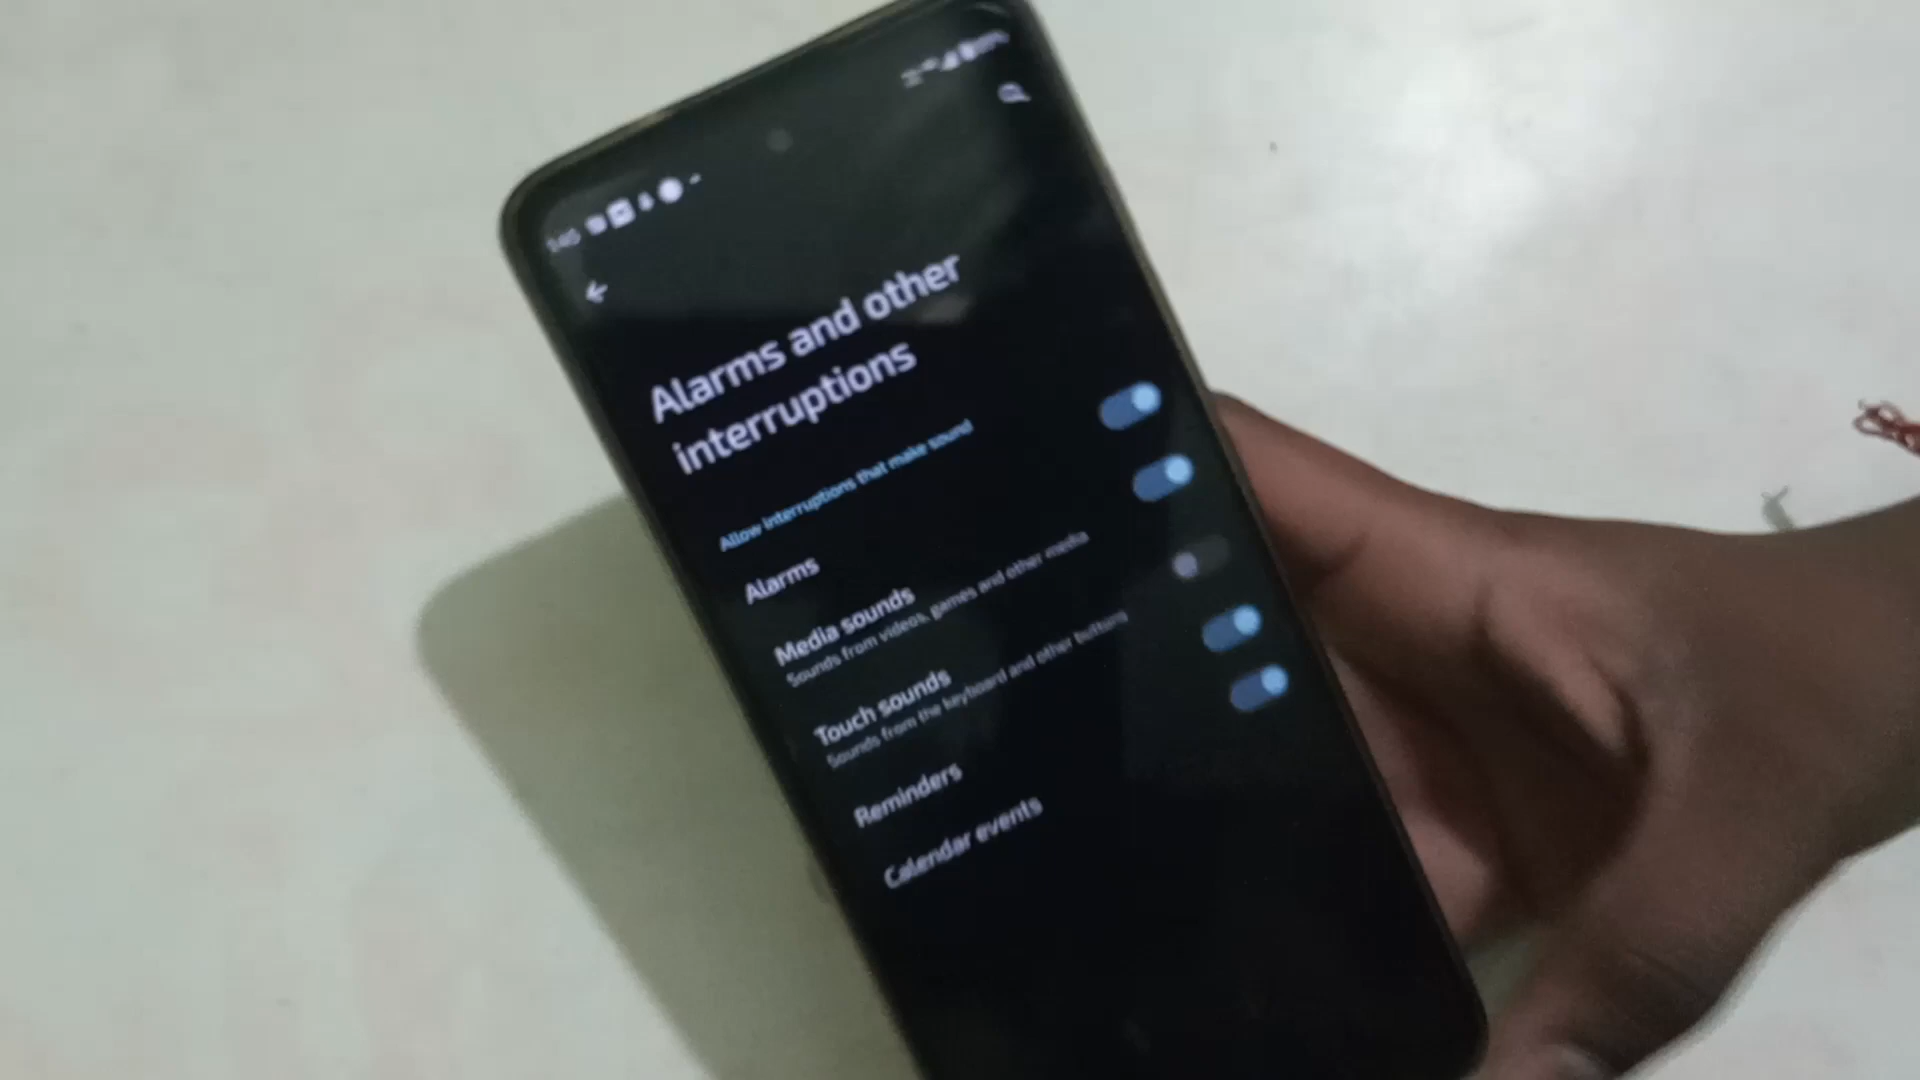 Alarms and other
interruptions
Allow interruptions that make sound
Alarms
Media sounds
Sounds from videos, games and other media
Touch sounds
Sounds from the keyboard and other buttons
Reminders
Calendar events